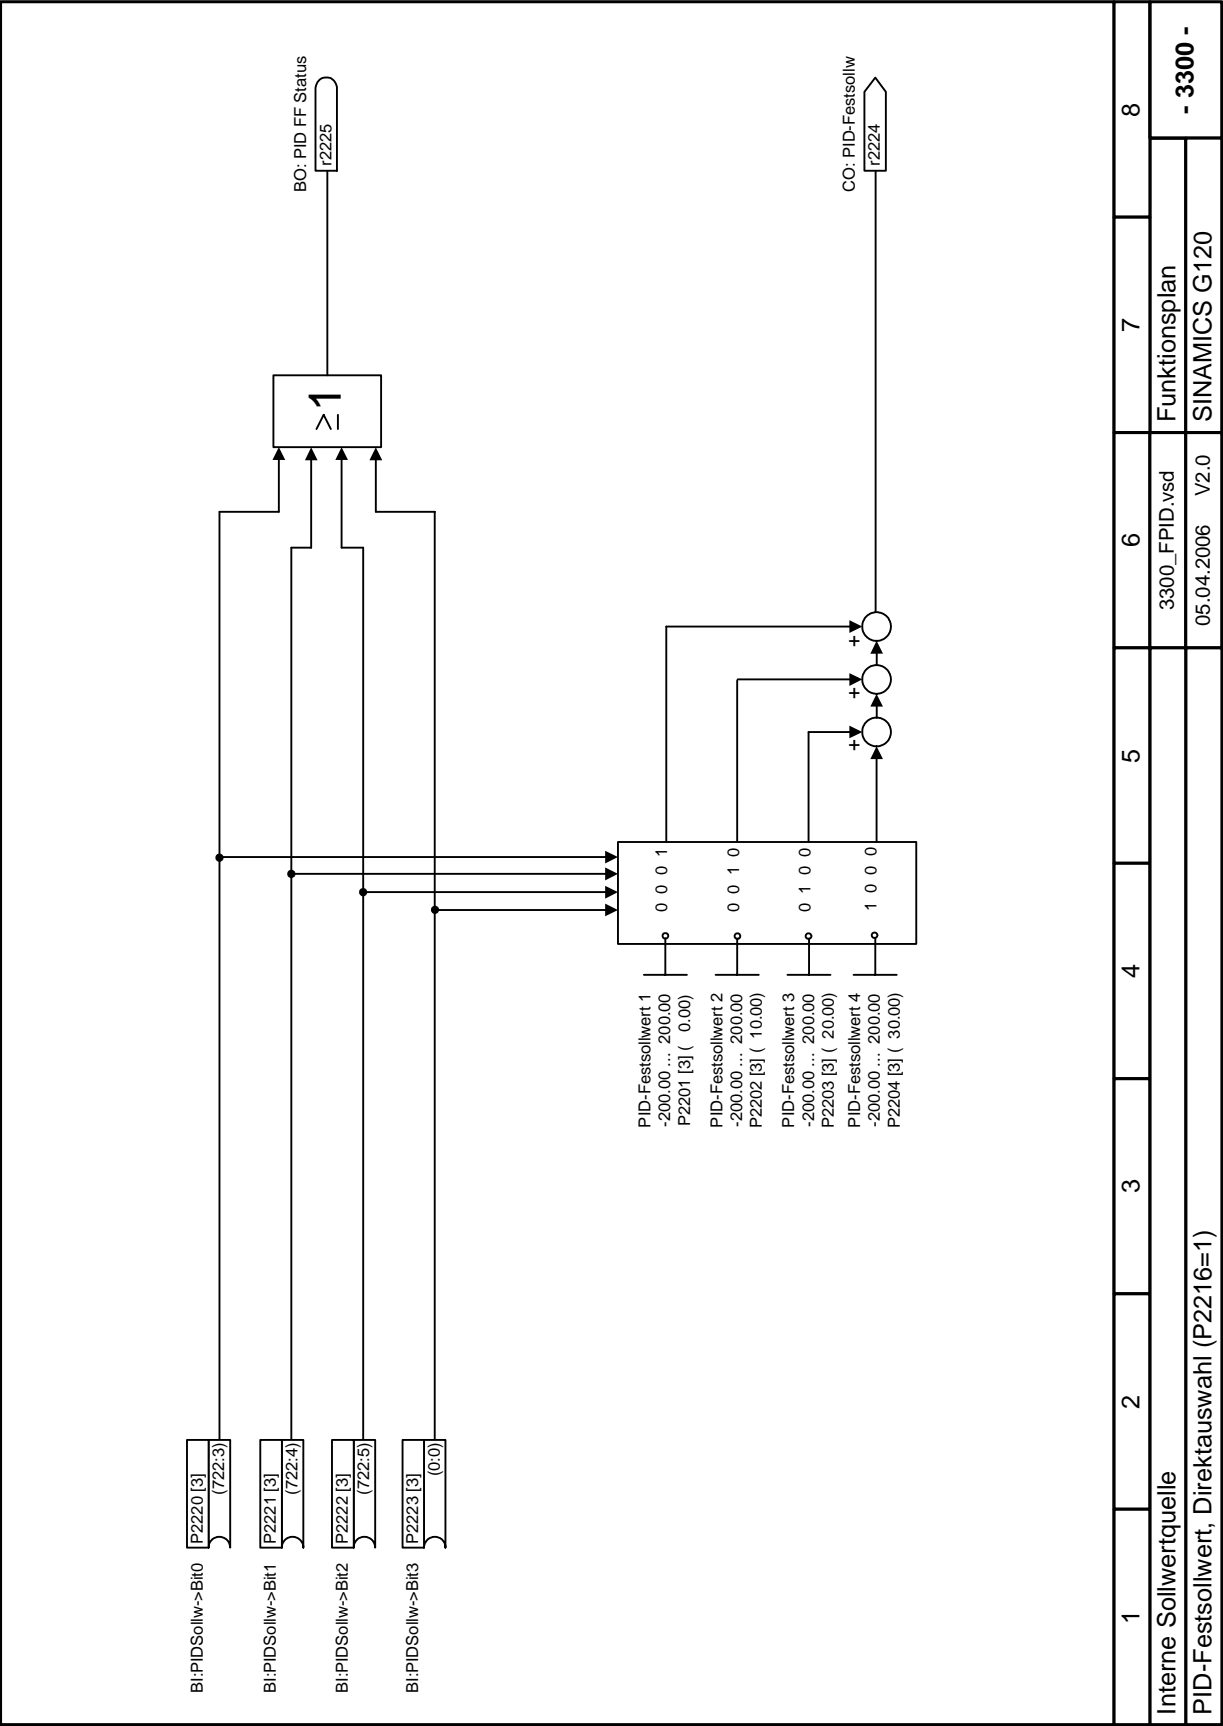 BI:PIDSollw->Bit0
P2220 [3]
(722:3)
BI:PIDSollw->Bit1
P2221 [3]
(722:4)
BI:PIDSollw->Bit2
P2222 [3]
(722:5)
BI:PIDSollw->Bit3
P2223 [3]
(0:0)
≥1
BO: PID FF Status
r2225
PID-Festsollwert 1
-200.00 ... 200.00
P2201 [3] ( 0.00)
0 0 0 1
PID-Festsollwert 2
-200.00 ... 200.00
P2202 [3] ( 10.00)
0 0 1 0
PID-Festsollwert 3
-200.00 ... 200.00
P2203 [3] ( 20.00)
0 1 0 0
PID-Festsollwert 4
-200.00 ... 200.00
P2204 [3] ( 30.00)
1 0 0 0
+
+
+
CO: PID-Festsollw
r2224
1 2 3 4 5 6 7 8
Interne Sollwertquelle
3300_FPID.vsd
Funktionsplan
- 3300 -
PID-Festsollwert, Direktauswahl (P2216=1)
05.04.2006 V2.0
SINAMICS G120